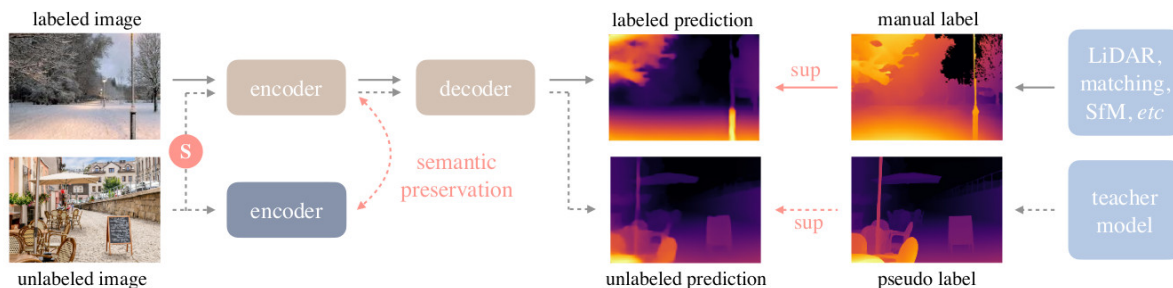 labeled image
labeled prediction
manual label
encoder
decoder
sup
LiDAR,
matching,
SfM, etc
S
semantic
preservation
encoder
sup
teacher
model
unlabeled image
unlabeled prediction
pseudo label